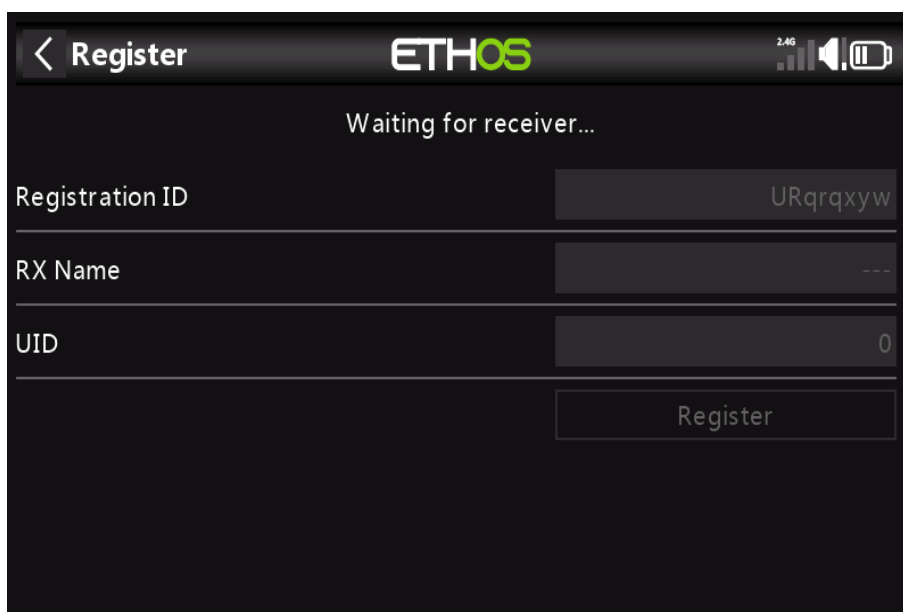 Register ETHOS 2.4G
Waiting for receiver...
Registration ID URqrqxyw
RX Name ---
UID 0
Register